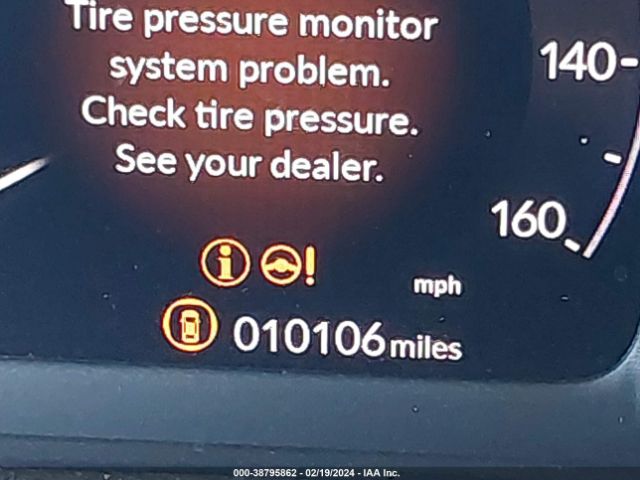 Tire pressure monitor
system problem.
Check tire pressure.
See your dealer.
140
160
mph
010106 miles
000-38795862 - 02/19/2024 - IAA Inc.